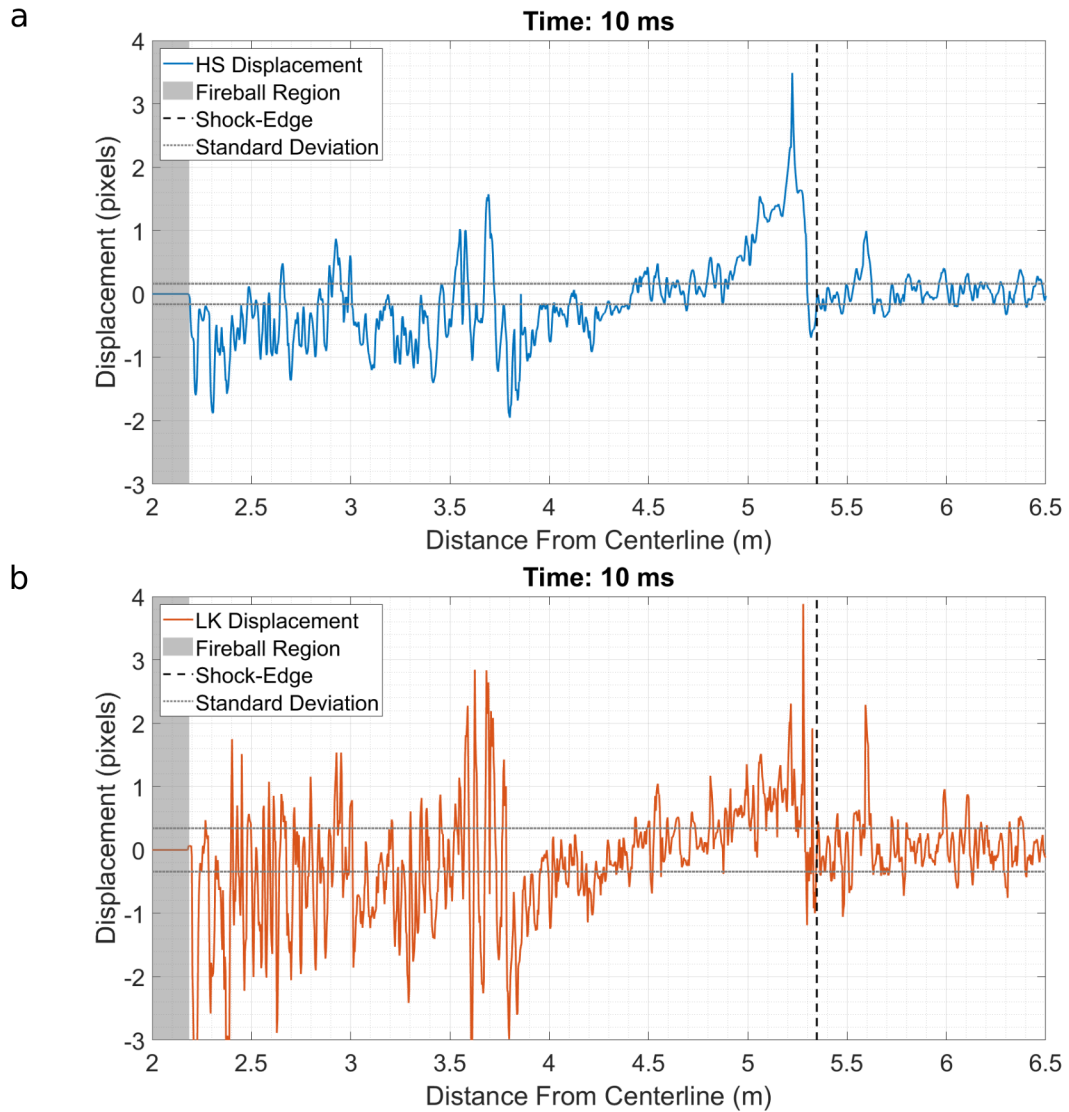 a
Time: 10 ms
4
3
2
1
0
-1
-2
-3
Displacement (pixels)
HS Displacement
Fireball Region
Shock-Edge
Standard Deviation
2 2.5 3 3.5 4 4.5 5 5.5 6 6.5
Distance From Centerline (m)
b
Time: 10 ms
4
3
2
1
0
-1
-2
-3
Displacement (pixels)
LK Displacement
Fireball Region
Shock-Edge
Standard Deviation
2 2.5 3 3.5 4 4.5 5 5.5 6 6.5
Distance From Centerline (m)